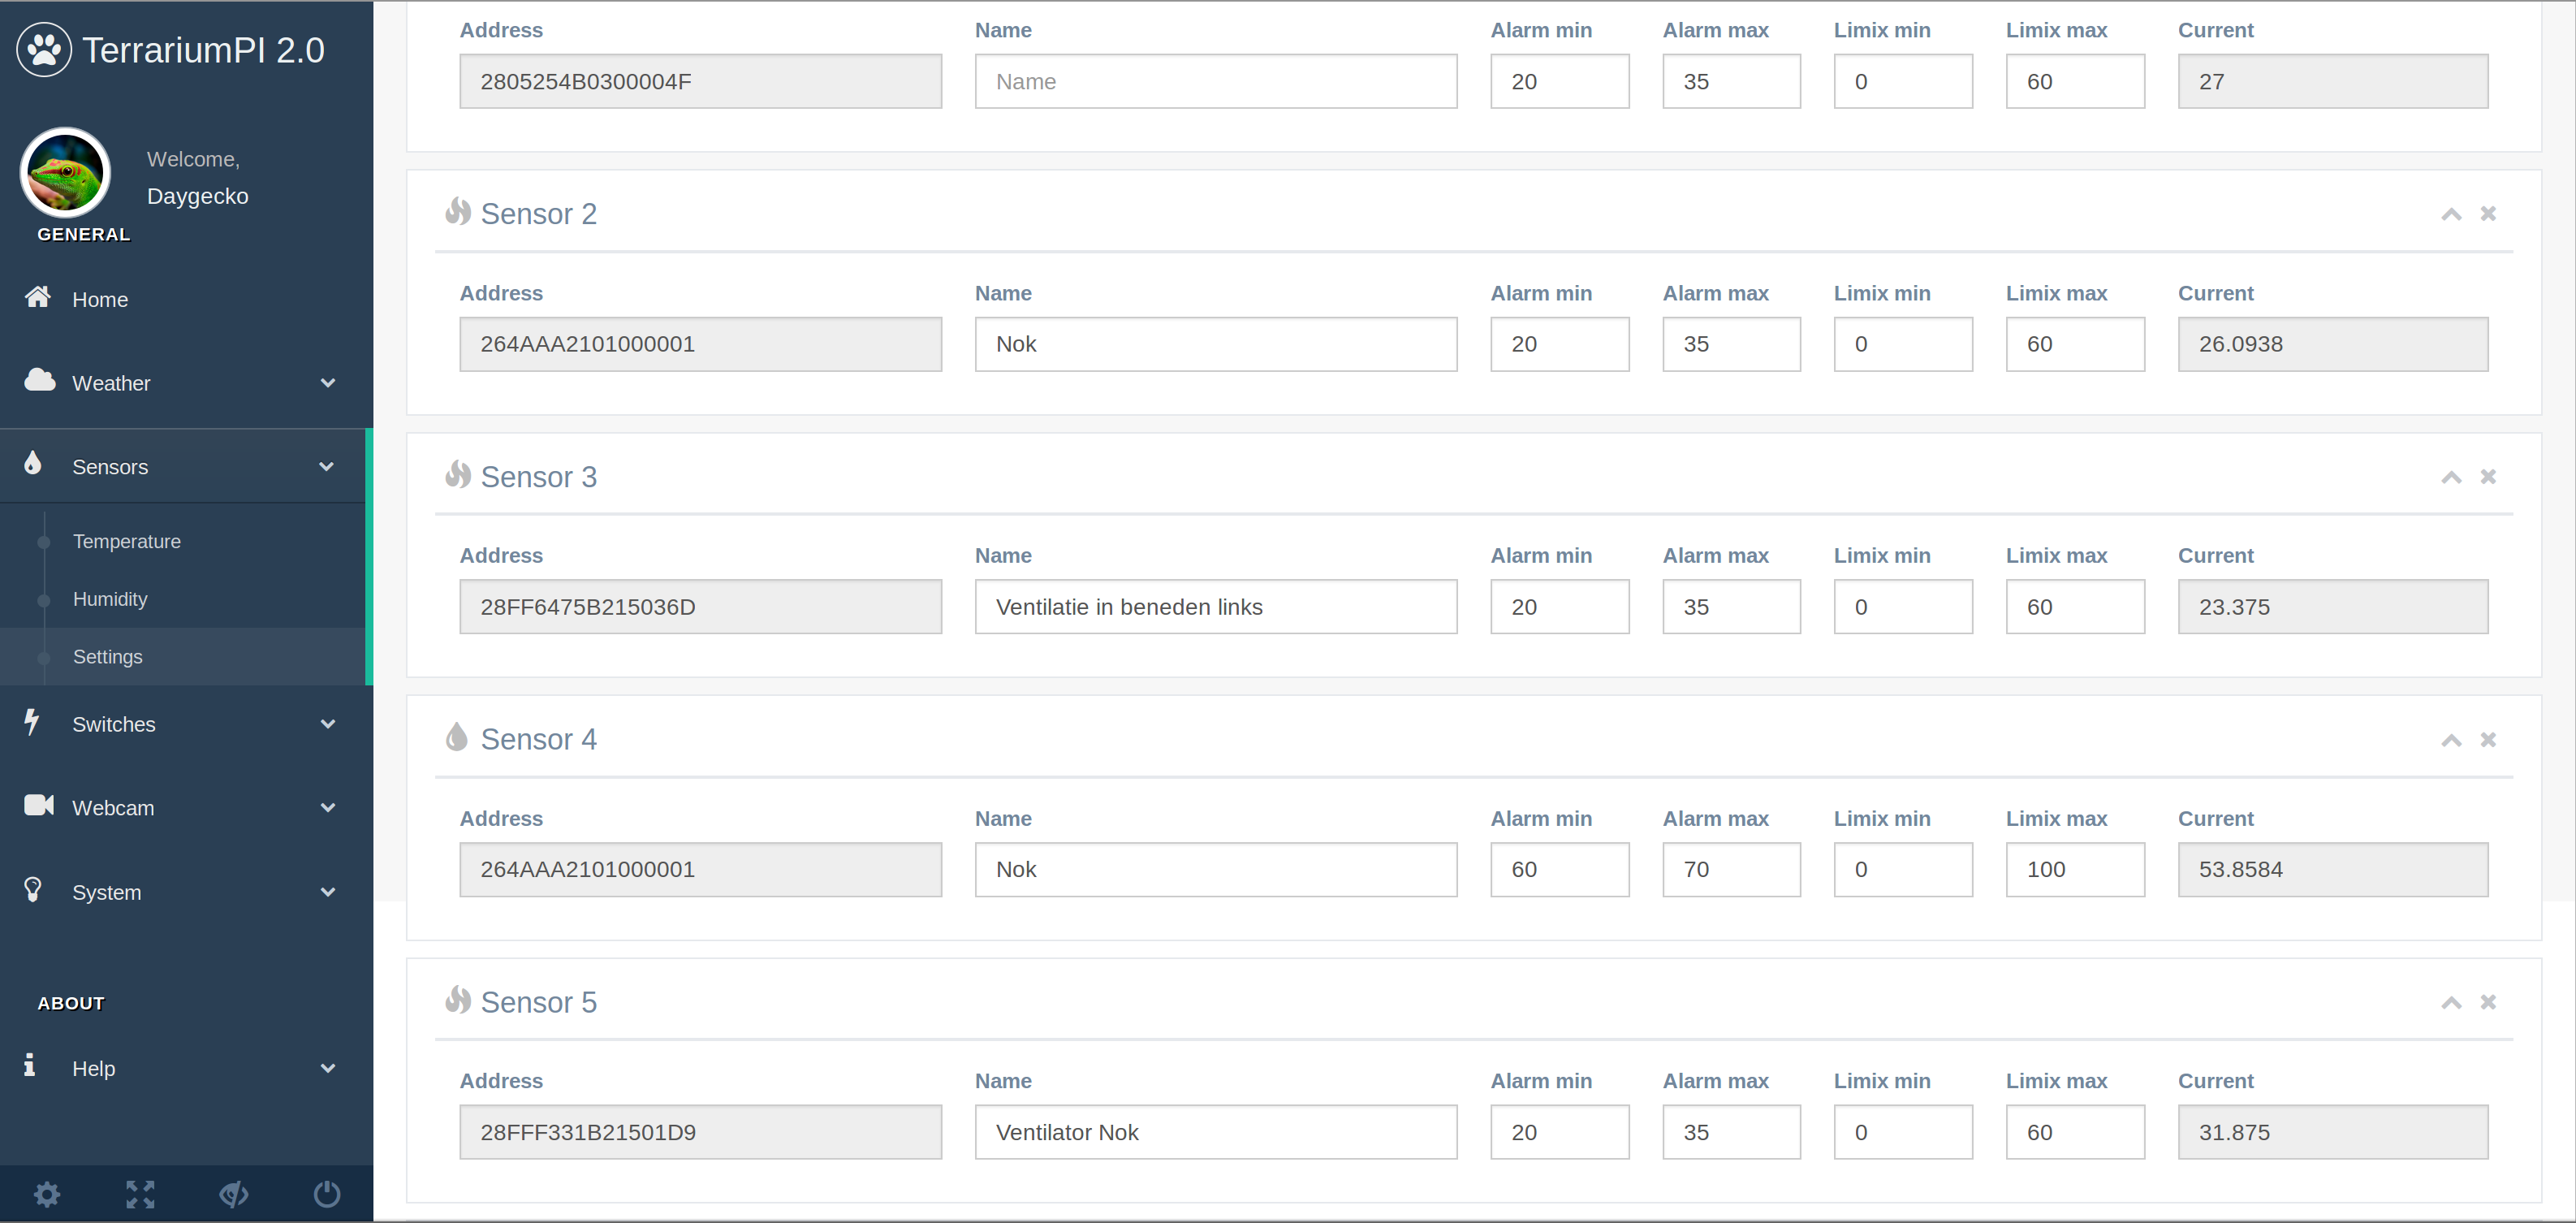 TerrariumPI 2.0
Welcome,
Daygecko
GENERAL
Home
Weather
Sensors
Temperature
Humidity
Settings
Switches
Webcam
System
ABOUT
Help
Address Name Alarm min Alarm max Limix min Limix max Current
2805254B0300004F Name 20 35 0 60 27
Sensor 2
Address Name Alarm min Alarm max Limix min Limix max Current
264AAA2101000001 Nok 20 35 0 60 26.0938
Sensor 3
Address Name Alarm min Alarm max Limix min Limix max Current
28FF6475B215036D Ventilatie in beneden links 20 35 0 60 23.375
Sensor 4
Address Name Alarm min Alarm max Limix min Limix max Current
264AAA2101000001 Nok 60 70 0 100 53.8584
Sensor 5
Address Name Alarm min Alarm max Limix min Limix max Current
28FFF331B21501D9 Ventilator Nok 20 35 0 60 31.875